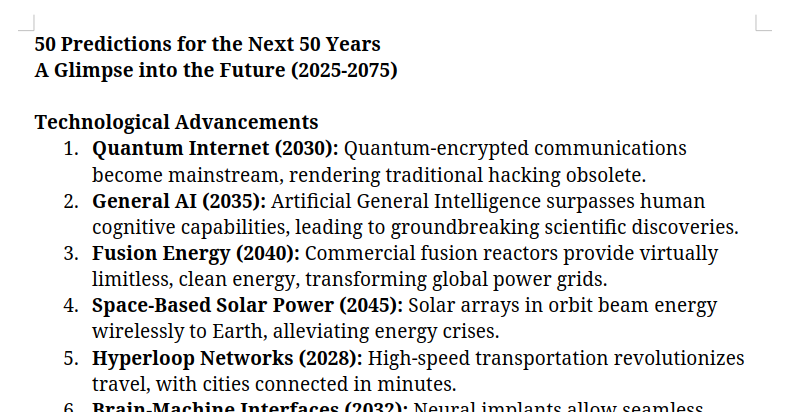 50 Predictions for the Next 50 Years
A Glimpse into the Future (2025-2075)
Technological Advancements
1. Quantum Internet (2030): Quantum-encrypted communications
become mainstream, rendering traditional hacking obsolete.
2. General AI (2035): Artificial General Intelligence surpasses human
cognitive capabilities, leading to groundbreaking scientific discoveries.
3. Fusion Energy (2040): Commercial fusion reactors provide virtually
limitless, clean energy, transforming global power grids.
4. Space-Based Solar Power (2045): Solar arrays in orbit beam energy
wirelessly to Earth, alleviating energy crises.
5. Hyperloop Networks (2028): High-speed transportation revolutionizes
travel, with cities connected in minutes.
6. Brain-Machine Interfaces (2032): Neural implants allow seamless